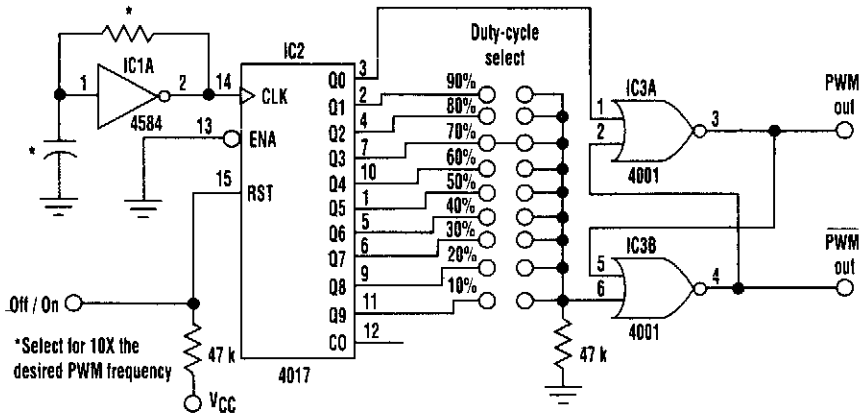 *
IC1A
1
2
4584
*
14
13
15
IC2
CLK
ENA
RST
Q0
Q1
Q2
Q3
Q4
Q5
Q6
Q7
Q8
Q9
CO
4017
3
2
4
7
10
1
5
6
9
11
12
Duty-cycle
select
90%
80%
70%
60%
50%
40%
30%
20%
10%
IC3A
1
2
3
4001
PWM
out
IC3B
5
6
4
4001
PWM
out
Off / On
*Select for 10X the
desired PWM frequency
47 k
VCC
47 k